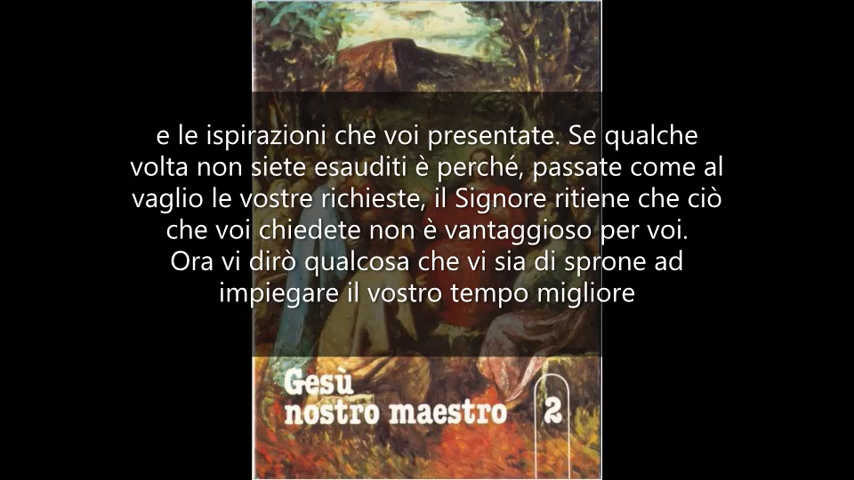 e le ispirazioni che voi presentate. Se qualche
volta non siete esauditi è perché, passate come al
vaglio le vostre richieste, il Signore ritiene che ciò
che voi chiedete non è vantaggioso per voi.
Ora vi dirò qualcosa che vi sia di sprone ad
impiegare il vostro tempo migliore
Gesù
nostro maestro 2